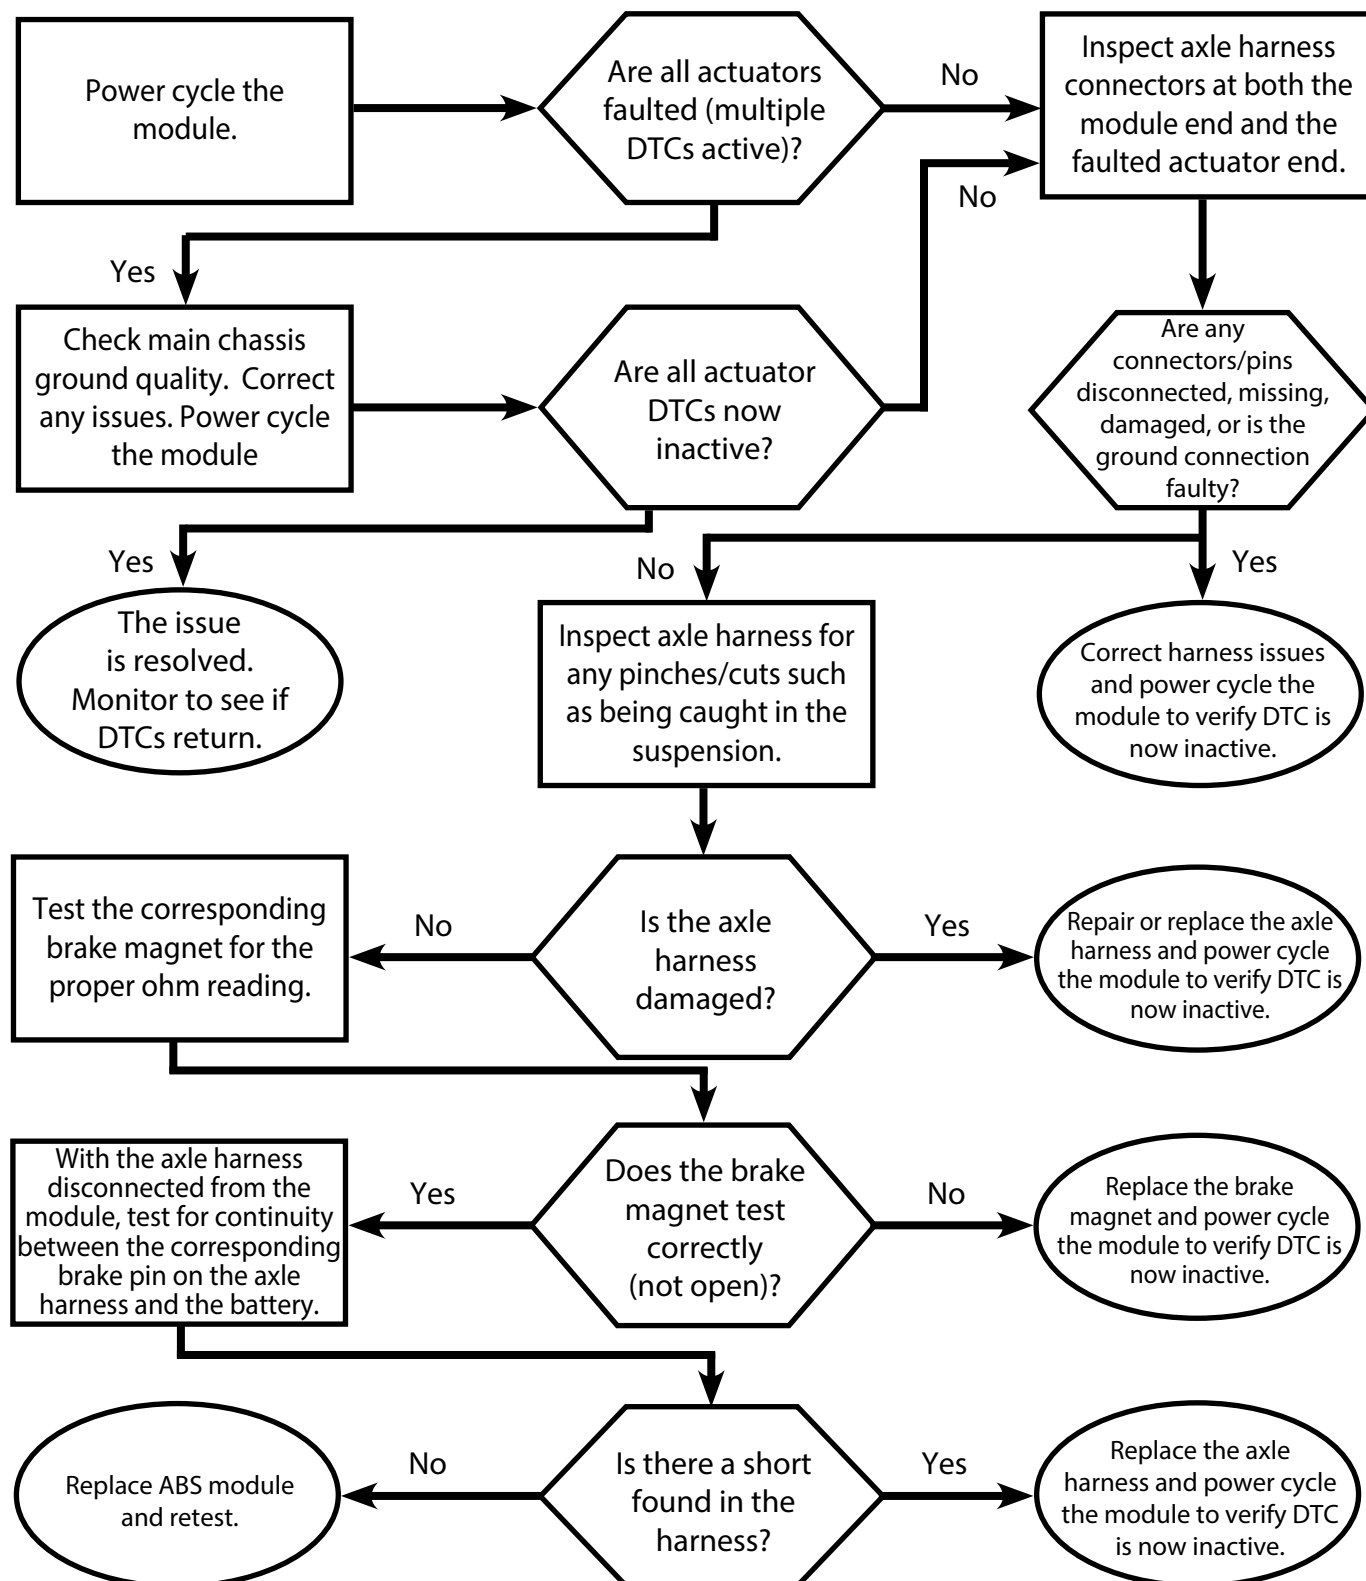 Power cycle the
module.
Are all actuators
faulted (multiple
DTCs active)?
No
Inspect axle harness
connectors at both the
module end and the
faulted actuator end.
No
Yes
Check main chassis
ground quality.  Correct
any issues. Power cycle
the module
Are all actuator
DTCs now
inactive?
Are any
connectors/pins
disconnected, missing,
damaged, or is the
ground connection
faulty?
Yes
No
Yes
The issue
is resolved.
Monitor to see if
DTCs return.
Inspect axle harness for
any pinches/cuts such
as being caught in the
suspension.
Correct harness issues
and power cycle the
module to verify DTC is
now inactive.
Test the corresponding
brake magnet for the
proper ohm reading.
No
Is the axle
harness
damaged?
Yes
Repair or replace the axle
harness and power cycle
the module to verify DTC is
now inactive.
With the axle harness
disconnected from the
module, test for continuity
between the corresponding
brake pin on the axle
harness and the battery.
Yes
Does the brake
magnet test
correctly
(not open)?
No
Replace the brake
magnet and power cycle
the module to verify DTC is
now inactive.
Replace ABS module
and retest.
No
Is there a short
found in the
harness?
Yes
Replace the axle
harness and power cycle
the module to verify DTC
is now inactive.